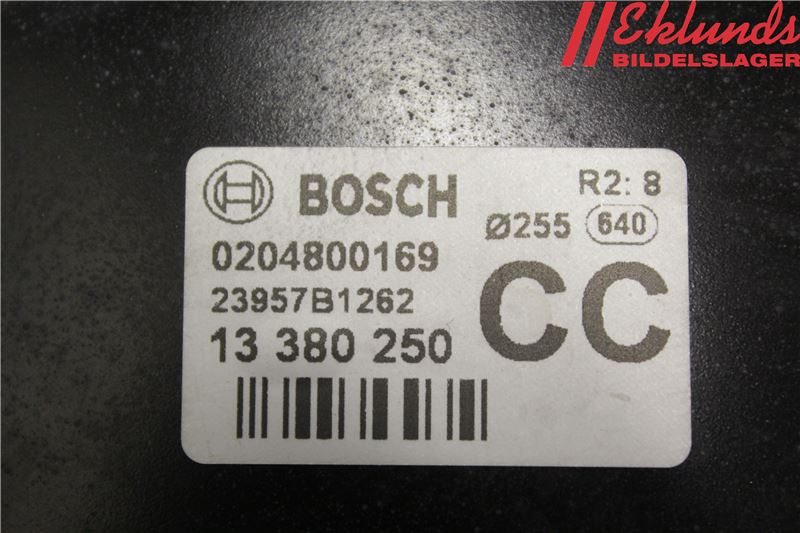 Eklunds
BILDELSLAGER
BOSCH
R2: 8
Ø255 640
0204800169
CC
23957B1262
13 380 250